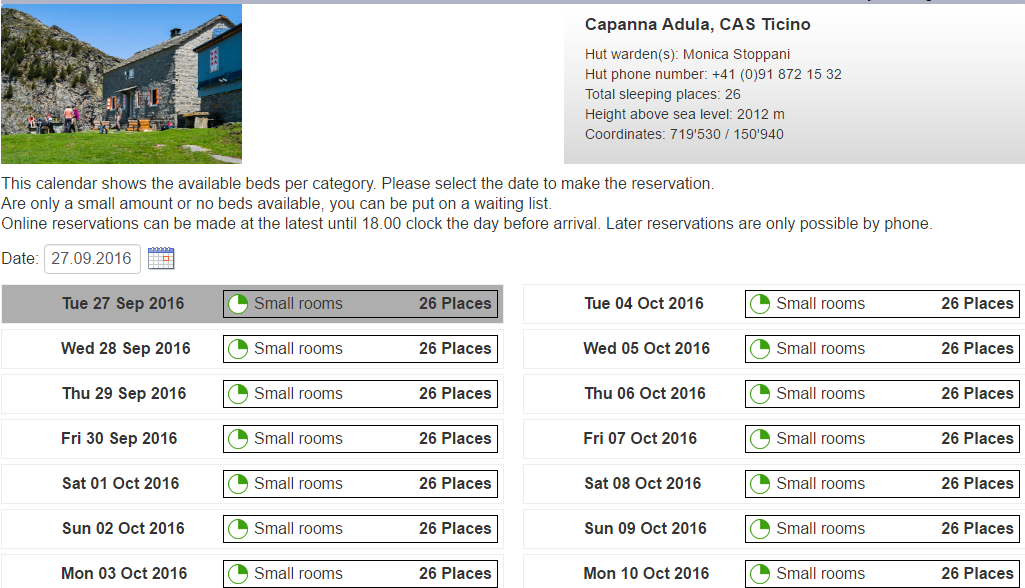 Capanna Adula, CAS Ticino
Hut warden(s): Monica Stoppani
Hut phone number: +41 (0)91 872 15 32
Total sleeping places: 26
Height above sea level: 2012 m
Coordinates: 719'530 / 150'940
This calendar shows the available beds per category. Please select the date to make the reservation.
Are only a small amount or no beds available, you can be put on a waiting list.
Online reservations can be made at the latest until 18.00 clock the day before arrival. Later reservations are only possible by phone.
Date: 27.09.2016
Tue 27 Sep 2016 Small rooms 26 Places
Wed 28 Sep 2016 Small rooms 26 Places
Thu 29 Sep 2016 Small rooms 26 Places
Fri 30 Sep 2016 Small rooms 26 Places
Sat 01 Oct 2016 Small rooms 26 Places
Sun 02 Oct 2016 Small rooms 26 Places
Mon 03 Oct 2016 Small rooms 26 Places
Tue 04 Oct 2016 Small rooms 26 Places
Wed 05 Oct 2016 Small rooms 26 Places
Thu 06 Oct 2016 Small rooms 26 Places
Fri 07 Oct 2016 Small rooms 26 Places
Sat 08 Oct 2016 Small rooms 26 Places
Sun 09 Oct 2016 Small rooms 26 Places
Mon 10 Oct 2016 Small rooms 26 Places